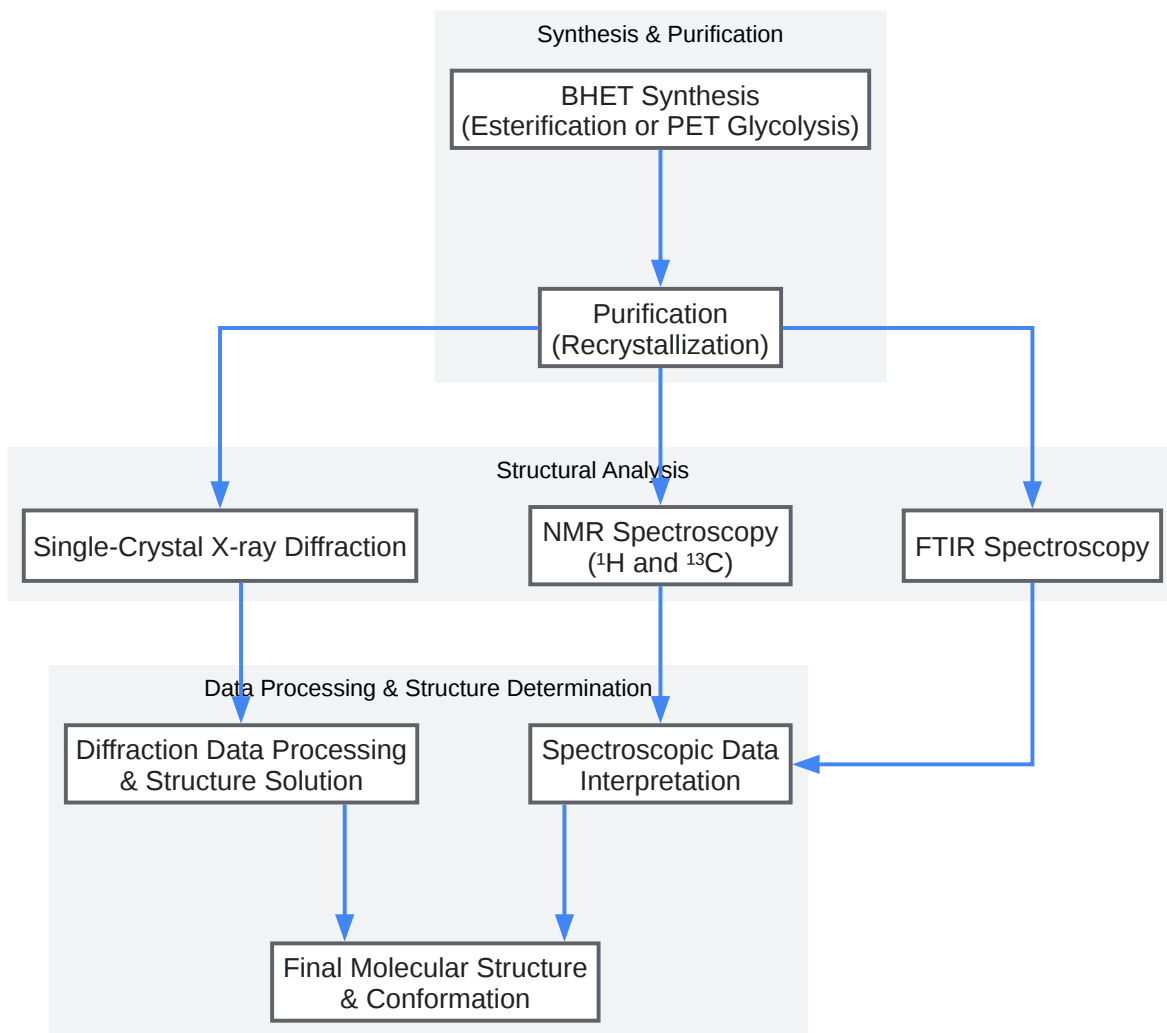 Synthesis & Purification
BHET Synthesis
(Esterification or PET Glycolysis)
Purification
(Recrystallization)
Structural Analysis
Single-Crystal X-ray Diffraction
NMR Spectroscopy
(¹H and ¹³C)
FTIR Spectroscopy
Data Processing & Structure Determination
Diffraction Data Processing
& Structure Solution
Spectroscopic Data
Interpretation
Final Molecular Structure
& Conformation